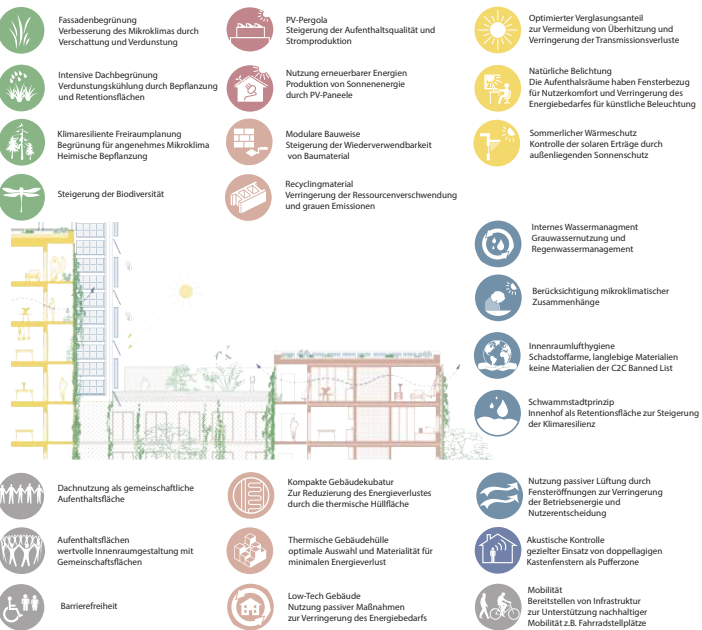 Fassadenbegrünung
Verbesserung des Mikroklimas durch
Verschattung und Verdunstung
Intensive Dachbegrünung
Verdunstungskühlung durch Bepflanzung
und Retentionsflächen
Klimaresiliente Freiraumplanung
Begrünung für angenehmes Mikroklima
Heimische Bepflanzung
Steigerung der Biodiversität
PV-Pergola
Steigerung der Aufenthaltsqualität und
Stromproduktion
Nutzung erneuerbarer Energien
Produktion von Sonnenenergie
durch PV-Paneele
Modulare Bauweise
Steigerung der Wiederverwendbarkeit
von Baumaterial
Recyclingmaterial
Verringerung der Ressourcenverschwendung
und grauen Emissionen
Optimierter Verglasungsanteil
zur Vermeidung von Überhitzung und
Verringerung der Transmissionsverluste
Natürliche Belichtung
Die Aufenthalsräume haben Fensterbezug
für Nutzerkomfort und Verringerung des
Energiebedarfes für künstliche Beleuchtung
Sommerlicher Wärmeschutz
Kontrolle der solaren Erträge durch
außenliegenden Sonnenschutz
Internes Wassermanagment
Grauwassernutzung und
Regenwassermanagement
Berücksichtigung mikroklimatischer
Zusammenhänge
Innenraumlufthygiene
Schadstoffarme, langlebige Materialien
keine Materialien der C2C Banned List
Schwammstadtprinzip
Innenhof als Retentionsfläche zur Steigerung
der Klimaresilienz
Dachnutzung als gemeinschaftliche
Aufenthaltsfläche
Aufenthaltsflächen
wertvolle Innenraumgestaltung mit
Gemeinschaftsflächen
Barrierefreiheit
Kompakte Gebäudekubatur
Zur Reduzierung des Energieverlustes
durch die thermische Hüllfläche
Thermische Gebäudehülle
optimale Auswahl und Materialität für
minimalen Energieverlust
Low-Tech Gebäude
Nutzung passiver Maßnahmen
zur Verringerung des Energiebedarfs
Nutzung passiver Lüftung durch
Fensteröffnungen zur Verringerung
der Betriebsenergie und
Nutzerentscheidung
Akustische Kontrolle
gezielter Einsatz von doppellagigen
Kastenfenstern als Pufferzone
Mobilität
Bereitstellen von Infrastruktur
zur Unterstützung nachhaltiger
Mobilität z.B. Fahrradstellplätze